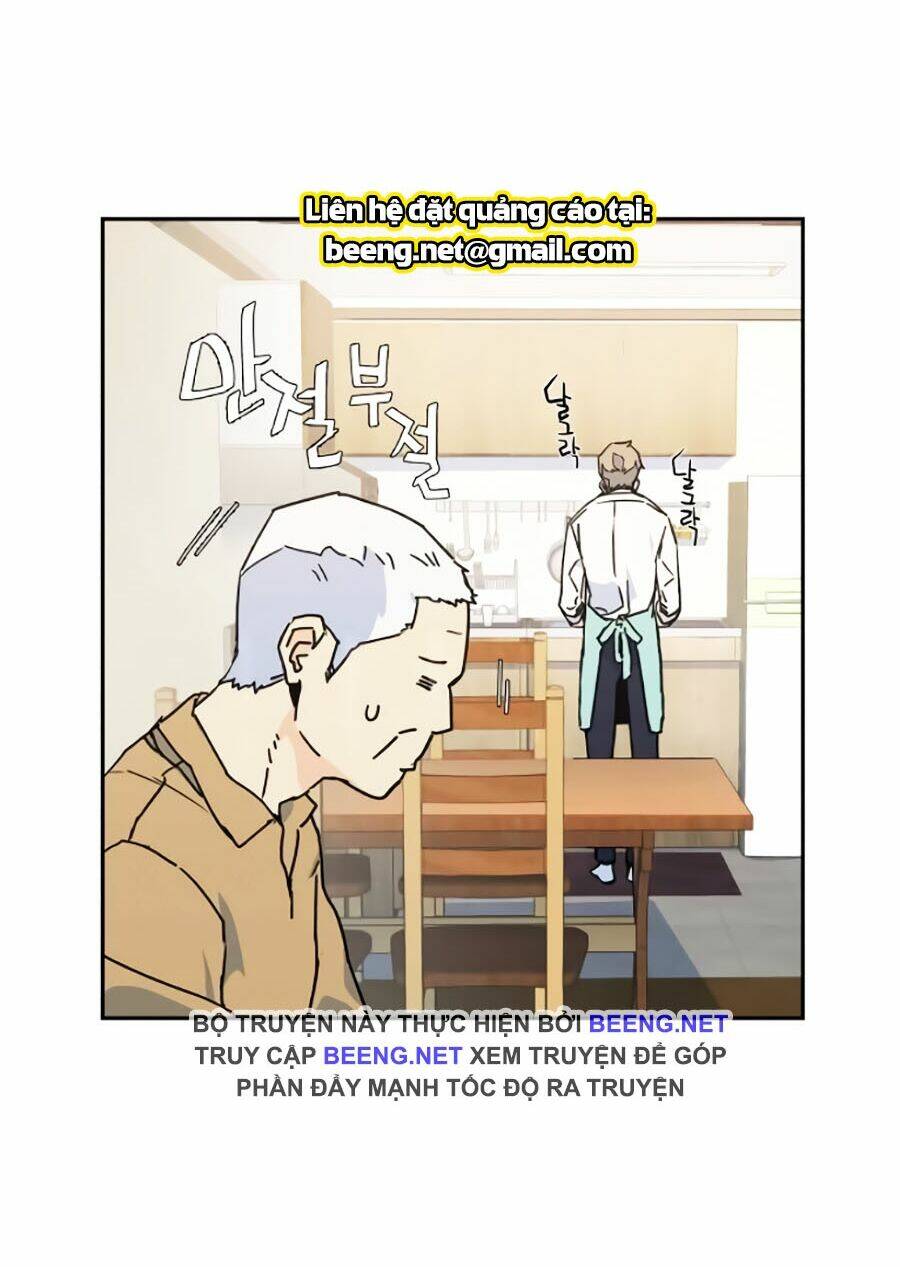 Liên hệ đặt quảng cáo tại:
beeng.net@gmail.com
안절부절
달그락
달그락
BỘ TRUYỆN NÀY THỰC HIỆN BỞI BEENG.NET
TRUY CẬP BEENG.NET XEM TRUYỆN ĐỂ GÓP
PHẦN ĐẨY MẠNH TỐC ĐỘ RA TRUYỆN